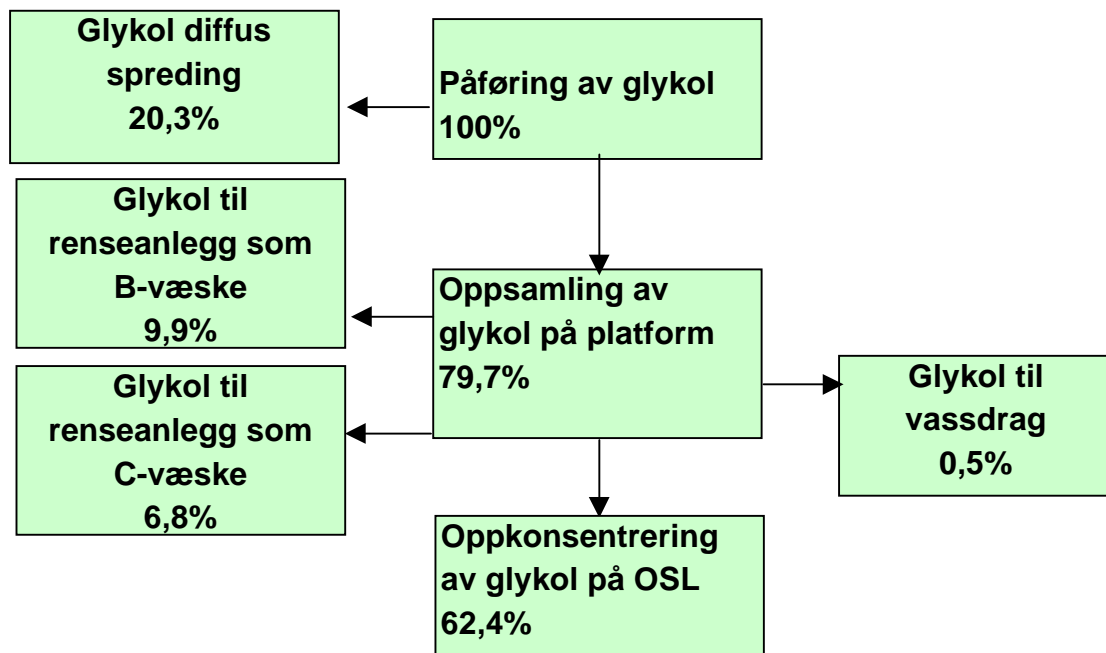 Glykol diffus
spreding
20,3%
Påføring av glykol
100%
Glykol til
renseanlegg som
B-væske
9,9%
Oppsamling av
glykol på platform
79,7%
Glykol til
renseanlegg som
C-væske
6,8%
Glykol til
vassdrag
0,5%
Oppkonsentrering
av glykol på OSL
62,4%